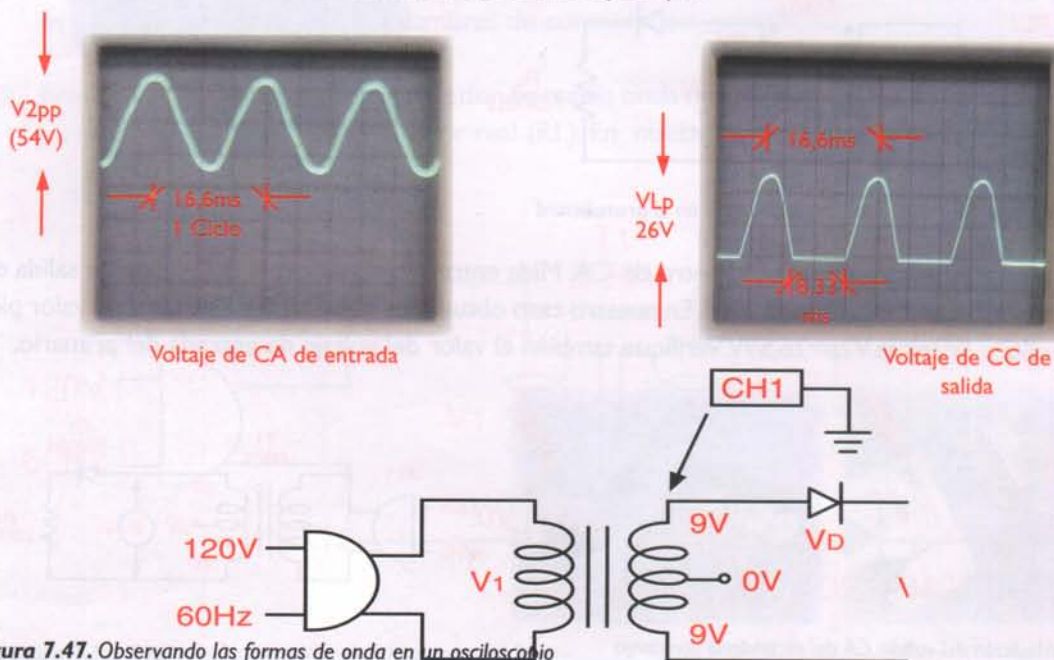 V2pp
(54V)
16,6ms
1 Ciclo
Voltaje de CA de entrada
VLp
26V
16,6ms
8,33
ms
Voltaje de CC de
salida
CH1
120V
60Hz
V1
9V
0V
9V
VD
gura 7.47. Observando las formas de onda en un osciloscopio